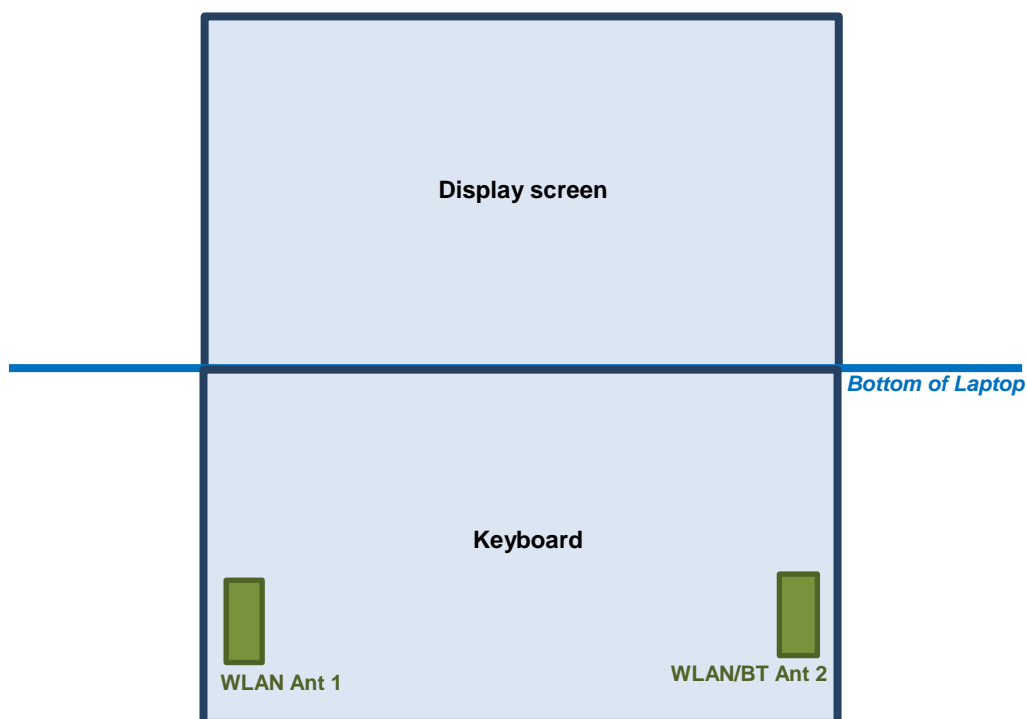 Display screen
Bottom of Laptop
Keyboard
WLAN/BT Ant 2
WLAN Ant 1